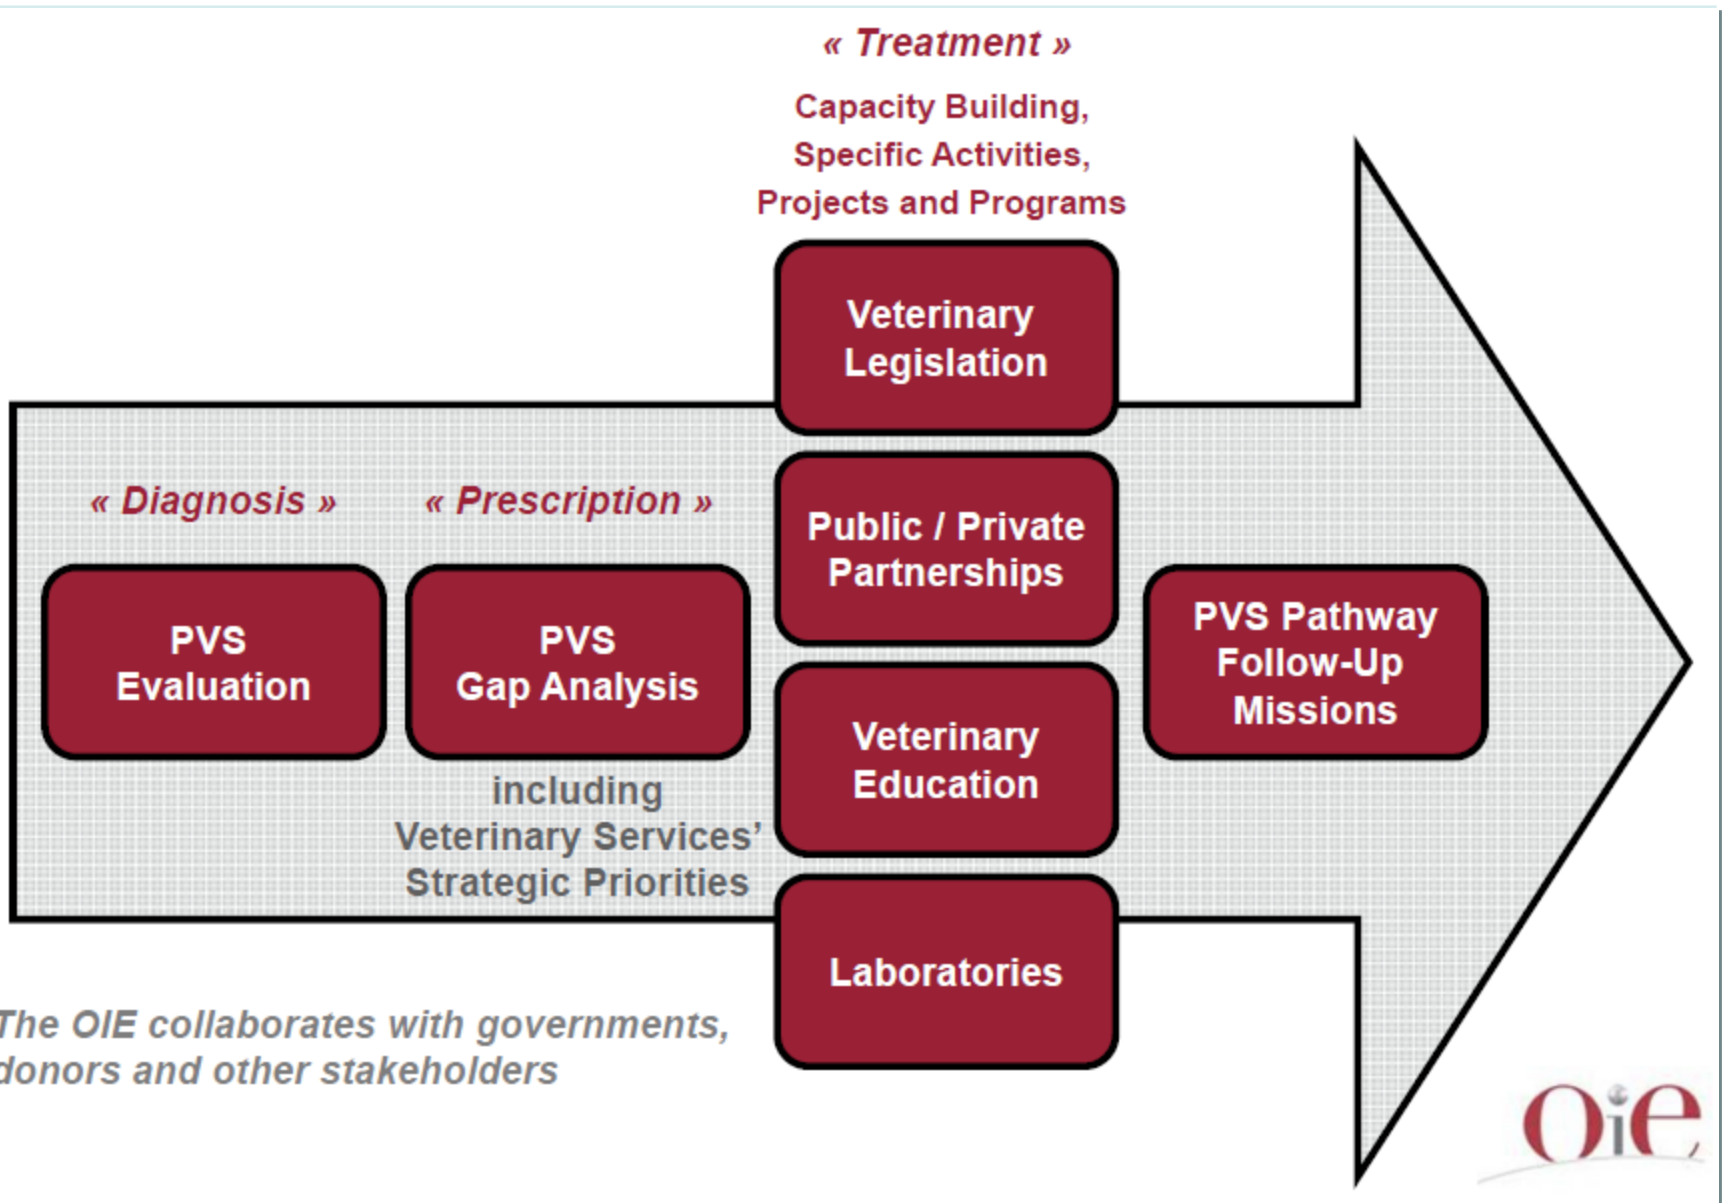 « Treatment »
Capacity Building,
Specific Activities,
Projects and Programs
Veterinary
Legislation
« Diagnosis »
« Prescription »
Public / Private
Partnerships
PVS
Evaluation
PVS
Gap Analysis
including
Veterinary Services’
Strategic Priorities
Veterinary
Education
PVS Pathway
Follow-Up
Missions
Laboratories
The OIE collaborates with governments,
donors and other stakeholders
Oie